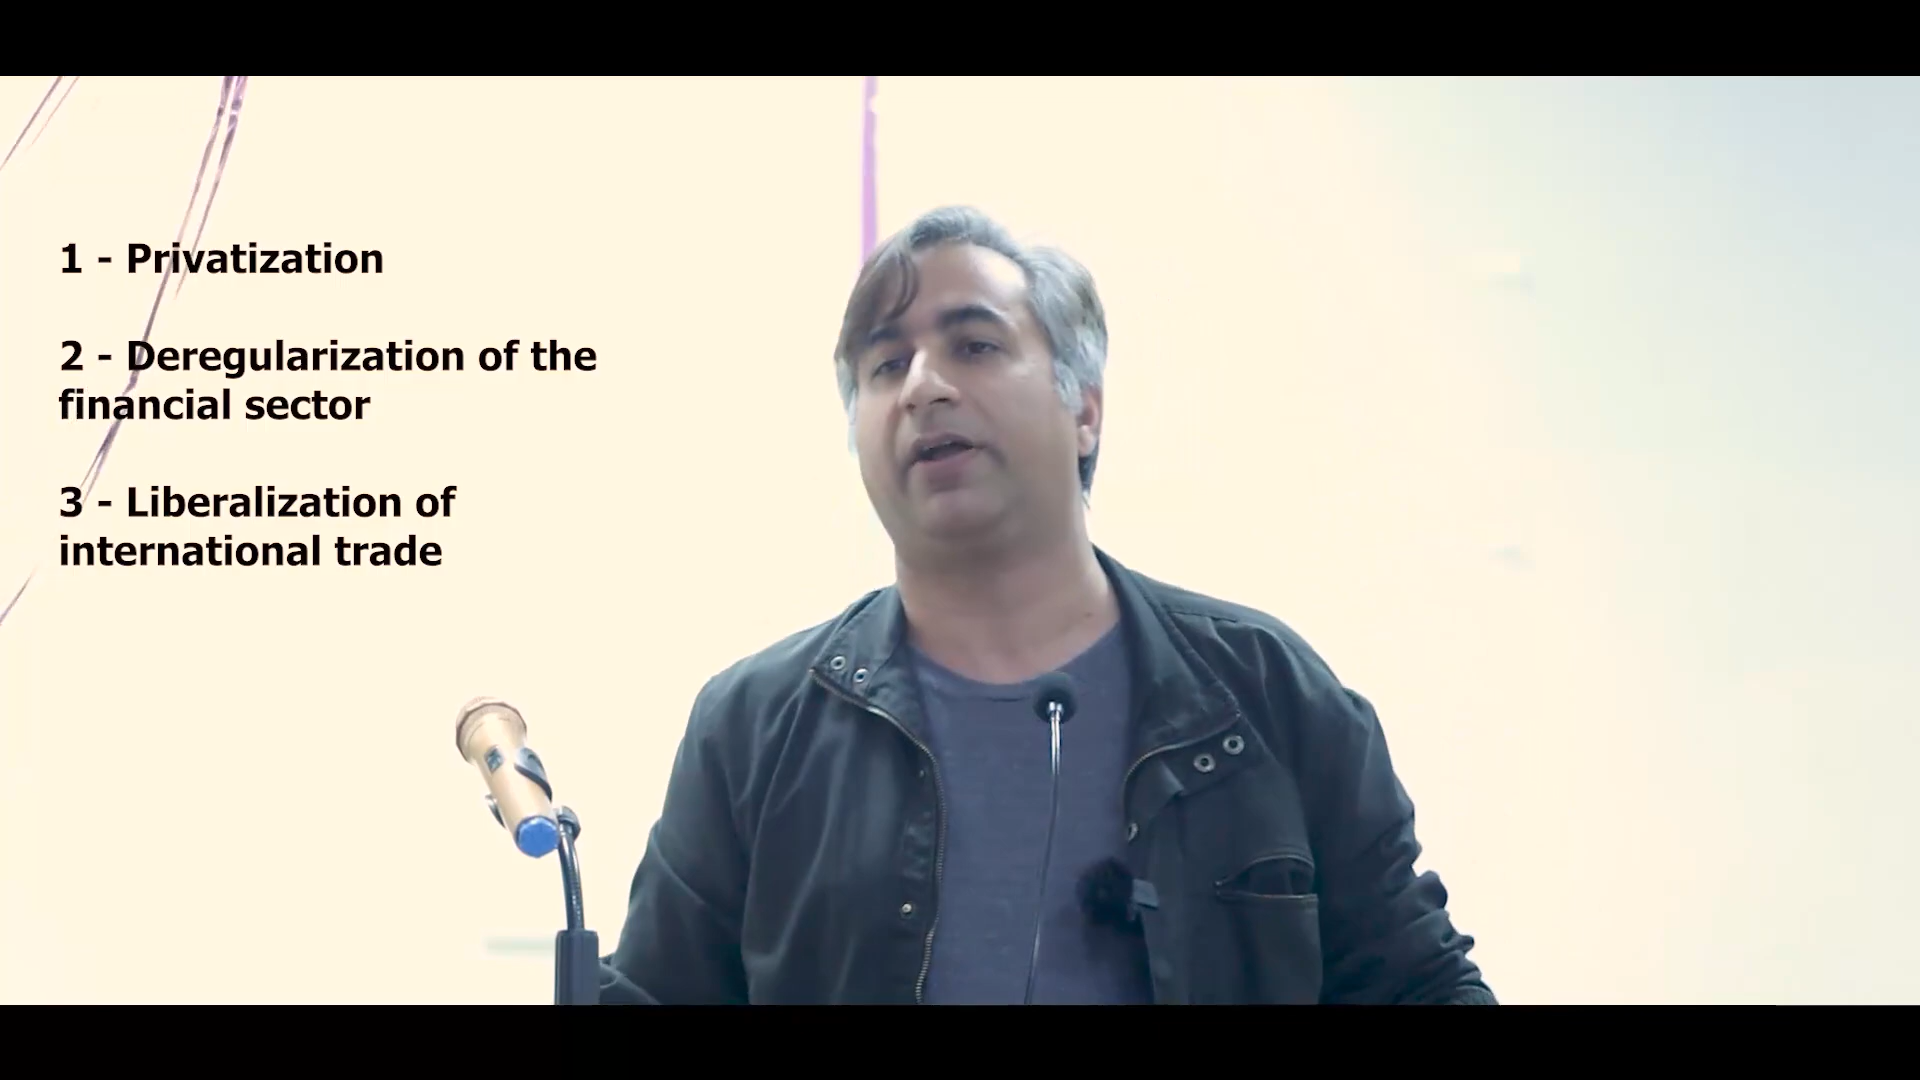 1 - Privatization
2 - Deregularization of the
financial sector
3 - Liberalization of
international trade